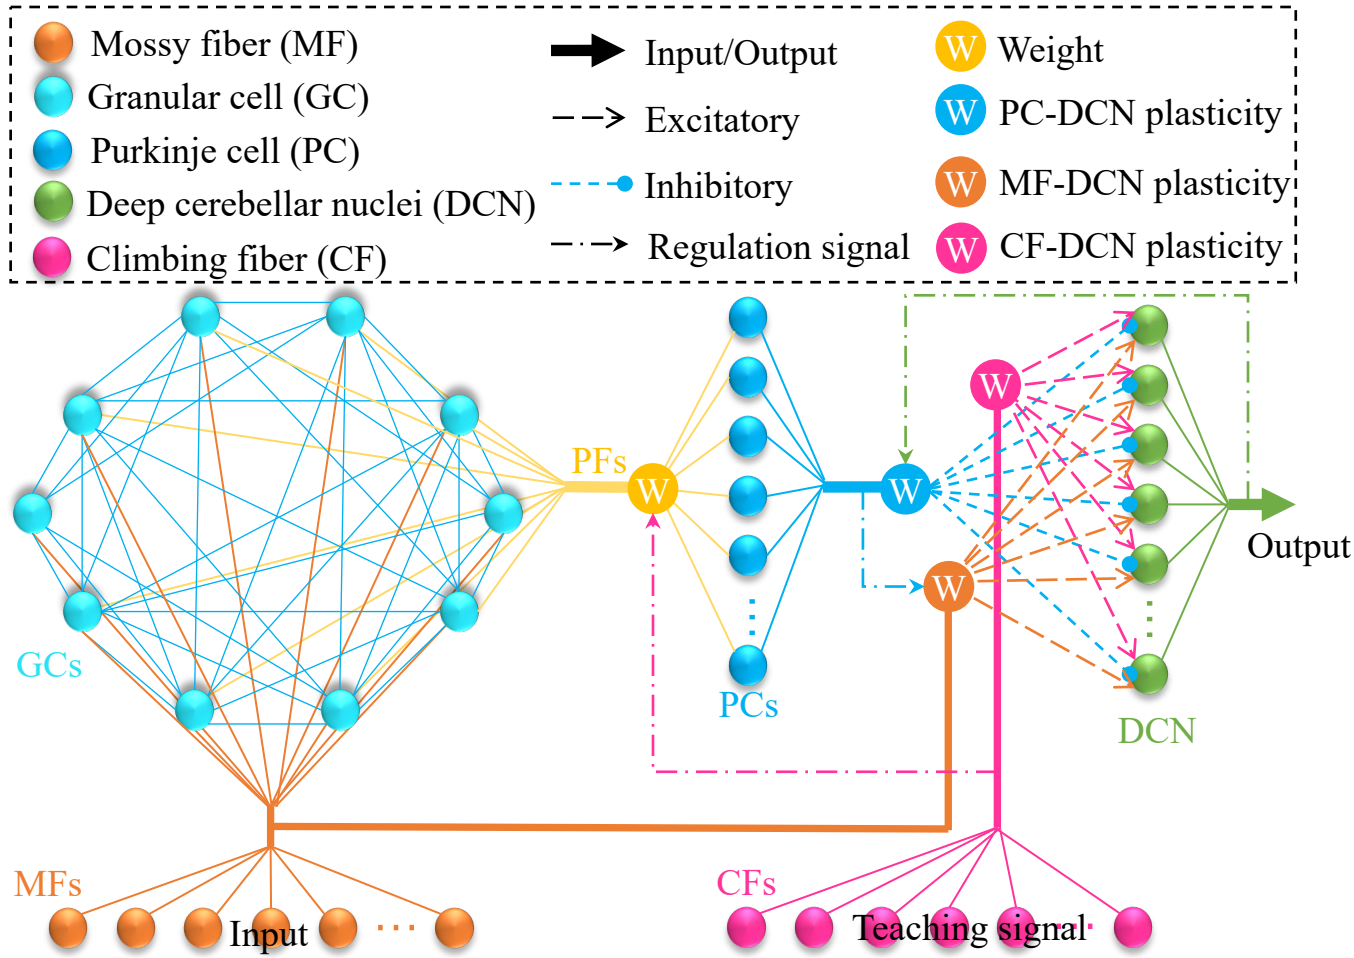 Mossy fiber (MF)
Granular cell (GC)
Purkinje cell (PC)
Deep cerebellar nuclei (DCN)
Climbing fiber (CF)
Input/Output
Excitatory
Inhibitory
Regulation signal
W Weight
W PC-DCN plasticity
W MF-DCN plasticity
W CF-DCN plasticity
PFs
W
W
W
W
Output
GCs
PCs
DCN
MFs
Input
CFs
Teaching signal